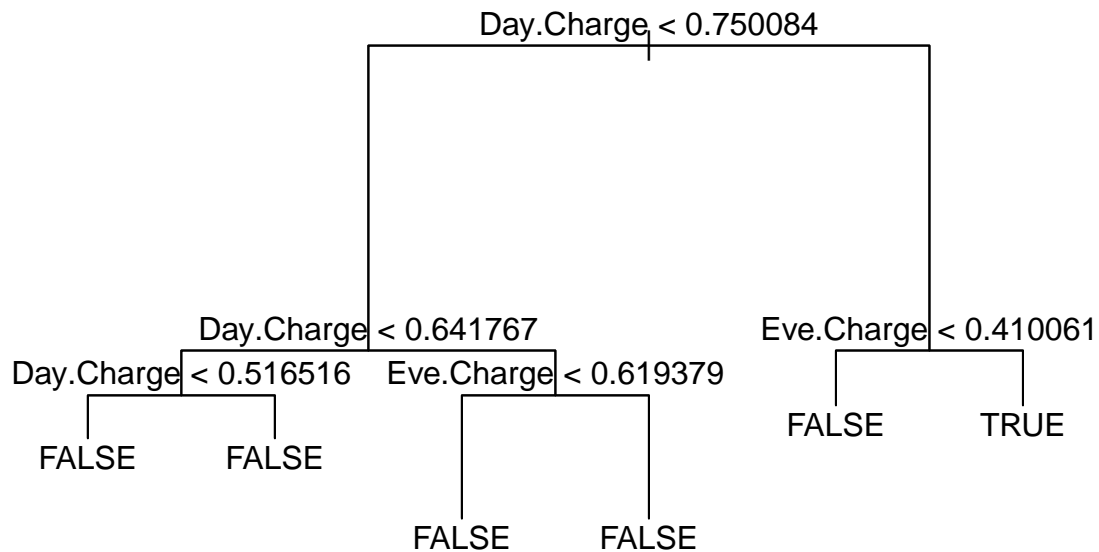 Day.Charge < 0.750084
Day.Charge < 0.641767
Eve.Charge < 0.410061
Day.Charge < 0.516516
Eve.Charge < 0.619379
FALSE
TRUE
FALSE
FALSE
FALSE
FALSE